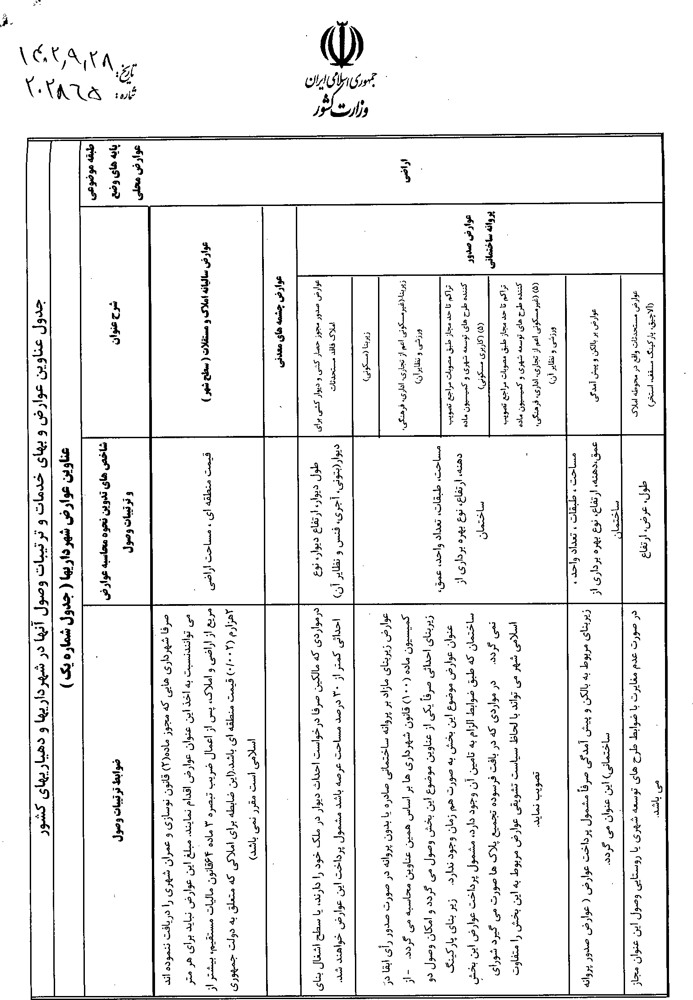 جمهوری اسلامی ایران
وزارت کشور
تاریخ: ۱۴۰۲,۹,۲۸
شماره: ۲۰۲۸۶۵
جدول عناوین عوارض و بهای خدمات و ترتیبات وصول آنها در شهرداریها و دهیاریهای کشور
عناوین عوارض شهرداریها ( جدول شماره یک )
طبقه موضوعی
پایه های وضع
عوارض محلی
شرح عنوان
شاخص های تدوین نحوه محاسبه عوارض
و ترتیبات وصول
ضوابط ترتیبات وصول
اراضی
عوارض سالیانه املاک و مستقلات ( سطح شهر )
قیمت منطقه ای ، مساحت اراضی
صرفا شهرداری هایی که مجوز ماده(۲) قانون نوسازی و عمران شهری را دریافت ننموده اند
می توانندنسبت به اخذ این عنوان عوارض اقدام نمایند. مبلغ این عوارض نباید برای هر متر
مربع از اراضی و املاک، پس از اعمال ضریب تبصره ۳ ماده ۶۴قانون مالیات مستقیم، بیشتر از
۲هزارم (۰/۰۰۲) قیمت منطقه ای باشد.(این ضابطه برای املاکی که متعلق به دولت جمهوری
اسلامی است مقرر نمی باشد)
عوارض چشمه های معدنی
عوارض صدور
پروانه ساختمانی
عوارض صدور مجوز حصار کشی و دیوار کشی برای
املاک فاقد مستحدثات
طول دیوار، ارتفاع دیوار، نوع
دیوار(بتونی، آجری، فنس و نظایر آن)
درمواردی که مالکین صرفا درخواست احداث دیوار در ملک خود را دارند، یا سطح اشغال بنای
احداثی کمتر از ۳۰ درصد مساحت عرصه باشد مشمول پرداخت این عوارض خواهند شد.
زیربنا (مسکونی)
زیربنا،(غیرمسکونی اعم از تجاری، اداری، فرهنگی،
ورزشی و نظایرآن)
تراکم تا حد مجاز طبق مصوبات مراجع تصویب
کننده طرح های توسعه شهری و کمیسیون ماده
(۵) (کاربری مسکونی)
تراکم تا حد مجاز طبق مصوبات مراجع تصویب
کننده طرح های توسعه شهری و کمیسیون ماده
(۵) (غیرمسکونی اعم از تجاری، اداری، فرهنگی،
ورزشی و نظایر آن)
مساحت، طبقات، تعداد واحد، عمق،
دهنه، ارتفاع، نوع بهره برداری از
ساختمان
عوارض زیربنای مازاد بر پروانه ساختمانی صادره یا بدون پروانه در صورت صدور رأی ابقا در
کمیسیون ماده (۱۰۰) قانون شهرداری ها بر اساس همین عناوین محاسبه می گردد. - از
زیربنای احداثی صرفاً یکی از عناوین موضوع این بخش وصول می گردد و امکان وصول دو
عنوان عوارض موضوع این بخش به صورت هم زمان وجود ندارد. زیر بنای پارکینگ
ساختمان که طبق ضوابط الزام به تامین آن وجود دارد، مشمول پرداخت عوارض این بخش
نمی گردد. در مواردی که در بافت فرسوده تجمیع پلاک ها صورت می گیرد شورای
اسلامی شهر می تواند با لحاظ سیاست تشویقی عوارض مربوط به این بخش را متفاوت
تصویب نماید.
عوارض بر بالکن و پیش آمدگی
مساحت ، طبقات ، تعداد واحد ،
عمق،دهنه، ارتفاع، نوع بهره برداری از
ساختمان
زیربنای مربوط به بالکن و پیش آمدگی صرفاً مشمول پرداخت عوارض ( عوارض صدور پروانه
ساختمانی) این عنوان می گردد.
عوارض مستحدثات واقع در محوطه املاک
(آلاچیق، پارکینگ مسقف، استخر)
طول، عرض، ارتفاع
در صورت عدم مغایرت با ضوابط طرح های توسعه شهری یا روستایی وصول این عنوان مجاز
می باشد.